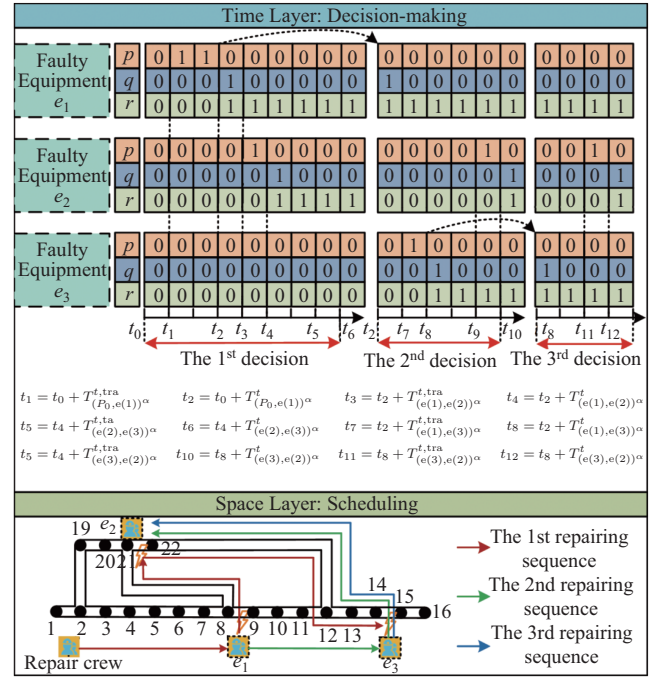 Time Layer: Decision-making
Faulty Equipment e₁
p 0 1 1 0 0 0 0 0 0 0 0 0 0 0 0 0 0 0 0
q 0 0 0 1 0 0 0 0 0 1 0 0 0 0 0 0 0 0 0
r 0 0 0 1 1 1 1 1 1 1 1 1 1 1 1 1 1 1 1
Faulty Equipment e₂
p 0 0 0 0 1 0 0 0 0 0 0 0 0 1 0 0 0 1 0
q 0 0 0 0 0 1 0 0 0 0 0 0 0 0 1 0 0 0 1
r 0 0 0 0 0 1 1 1 1 0 0 0 0 0 1 0 0 0 1
Faulty Equipment e₃
p 0 0 0 0 0 0 0 0 0 0 1 0 0 0 0 0 0 0 0
q 0 0 0 0 0 0 0 0 0 0 0 1 0 0 0 1 0 0 0
r 0 0 0 0 0 0 0 0 0 0 0 1 1 1 1 1 1 1 1
t₀ t₁ t₂ t₃ t₄ t₅ t₆ t₂ t₇ t₈ t₉ t₁₀ t₈ t₁₁ t₁₂
The 1ˢᵗ decision The 2ⁿᵈ decision The 3ʳᵈ decision
t₁ = t₀ + T^{t,tra}_{(P₀,e(1))^α} t₂ = t₀ + T^{t}_{(P₀,e(1))^α} t₃ = t₂ + T^{t,tra}_{(e(1),e(2))^α} t₄ = t₂ + T^{t}_{(e(1),e(2))^α}
t₅ = t₄ + T^{t,ta}_{(e(2),e(3))^α} t₆ = t₄ + T^{t}_{(e(2),e(3))^α} t₇ = t₂ + T^{t,tra}_{(e(1),e(3))^α} t₈ = t₂ + T^{t}_{(e(1),e(3))^α}
t₅ = t₄ + T^{t,tra}_{(e(3),e(2))^α} t₁₀ = t₈ + T^{t}_{(e(3),e(2))^α} t₁₁ = t₈ + T^{t,tra}_{(e(3),e(2))^α} t₁₂ = t₈ + T^{t}_{(e(3),e(2))^α}
Space Layer: Scheduling
19 e₂
20 21 22
14
15
1 2 3 4 5 6 7 8 9 10 11 12 13 16
Repair crew e₁ e₃
The 1st repairing
sequence
The 2nd repairing
sequence
The 3rd repairing
sequence